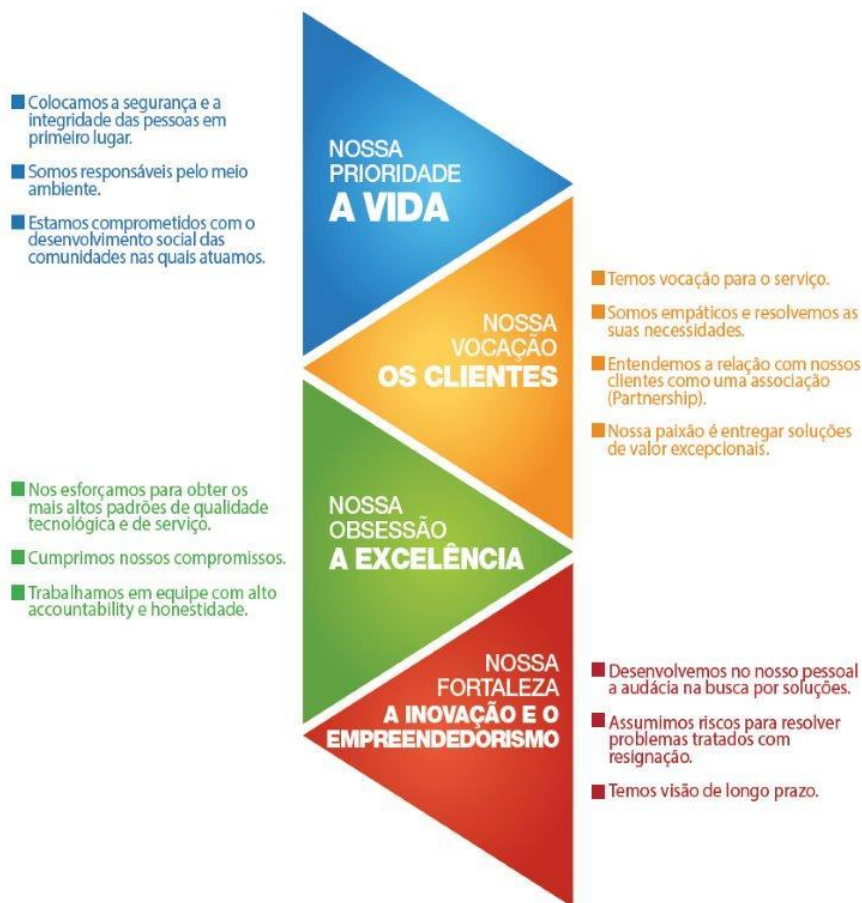 Colocamos a segurança e a
integridade das pessoas em
primeiro lugar.
Somos responsáveis pelo meio
ambiente.
Estamos comprometidos com o
desenvolvimento social das
comunidades nas quais atuamos.
NOSSA
PRIORIDADE
A VIDA
NOSSA
VOCAÇÃO
OS CLIENTES
Temos vocação para o serviço.
Somos empáticos e resolvemos as
suas necessidades.
Entendemos a relação com nossos
clientes como uma associação
(Partnership).
Nossa paixão é entregar soluções
de valor excepcionais.
Nos esforçamos para obter os
mais altos padrões de qualidade
tecnológica e de serviço.
Cumprimos nossos compromissos.
Trabalhamos em equipe com alto
accountability e honestidade.
NOSSA
OBSESSÃO
A EXCELÊNCIA
NOSSA
FORTALEZA
A INOVAÇÃO E O
EMPREENDEDORISMO
Desenvolvemos no nosso pessoal
a audácia na busca por soluções.
Assumimos riscos para resolver
problemas tratados com
resignação.
Temos visão de longo prazo.